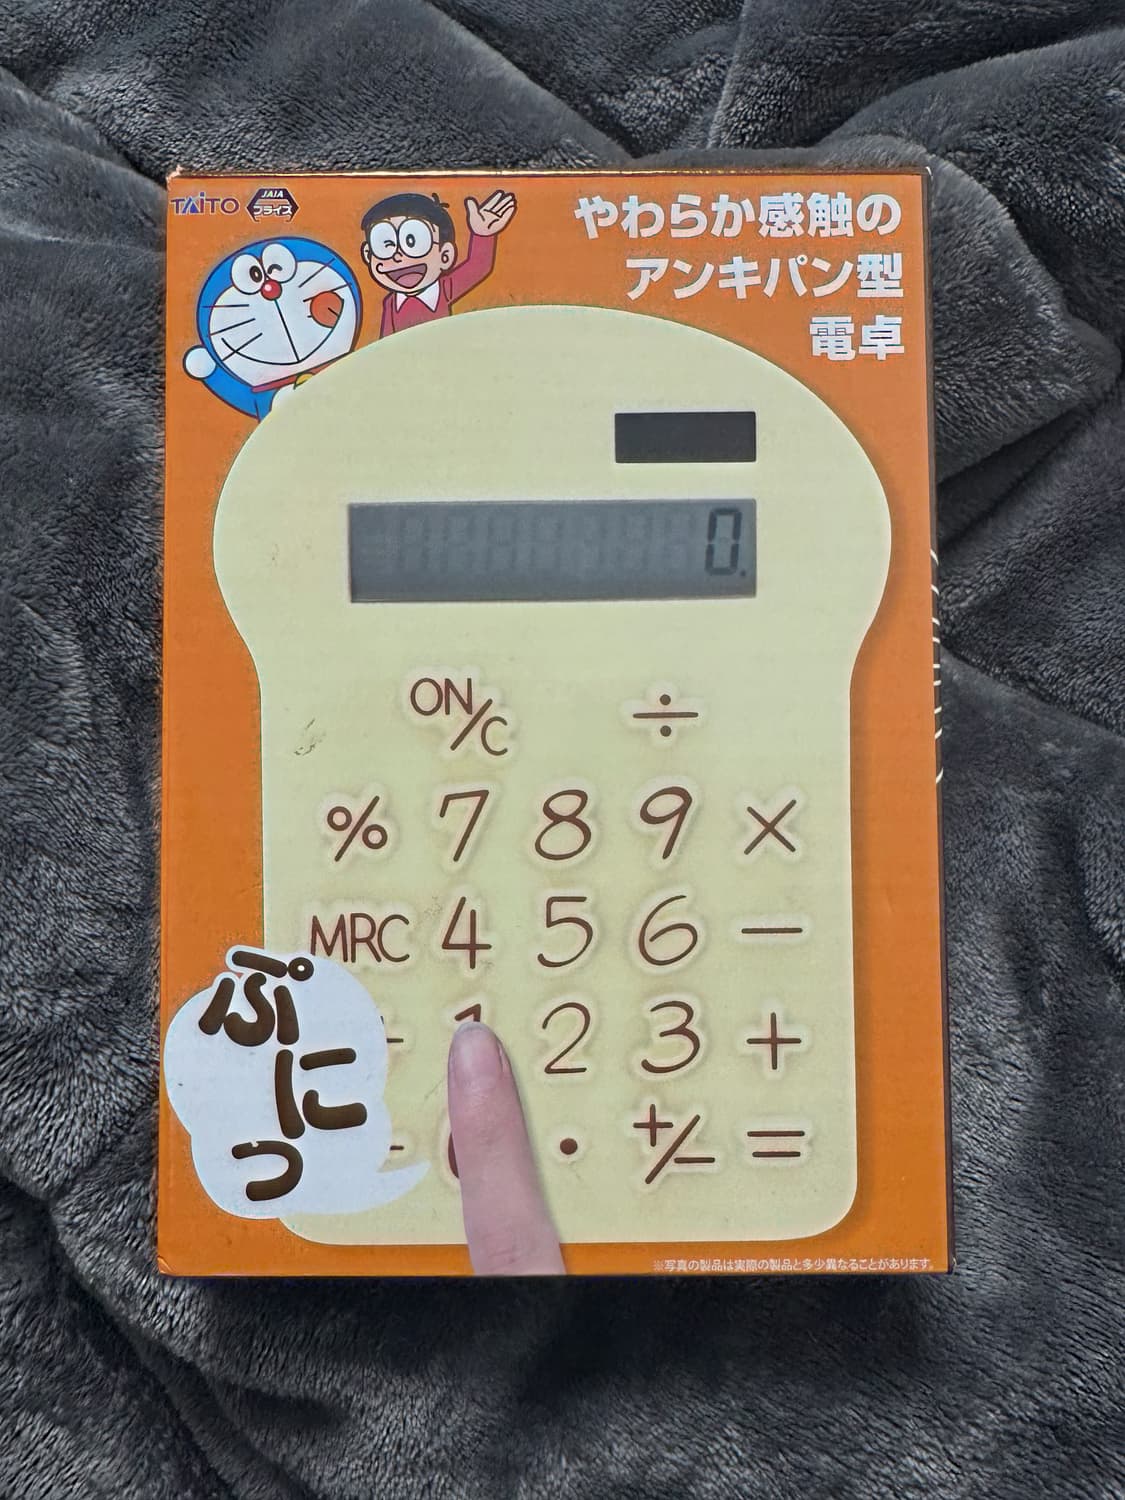 TAITO
JAIA
プライズ
やわらか感触の
アンキパン型
電卓
0.
ON/C ÷
% 7 8 9 ×
MRC 4 5 6 −
1 2 3 +
• +/− =
ぷにっ
※写真の製品は実際の製品と多少異なることがあります。